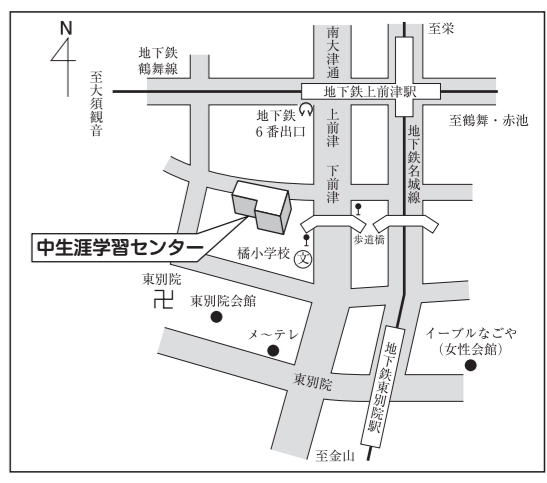 N
至栄
南大津通
地下鉄
鶴舞線
至大須観音
地下鉄上前津駅
地下鉄
6番出口
上前津
至鶴舞・赤池
地下鉄名城線
下前津
中生涯学習センター
橘小学校
文
歩道橋
東別院
卍
東別院会館
メ〜テレ
イーブルなごや
（女性会館）
地下鉄東別院駅
東別院
至金山